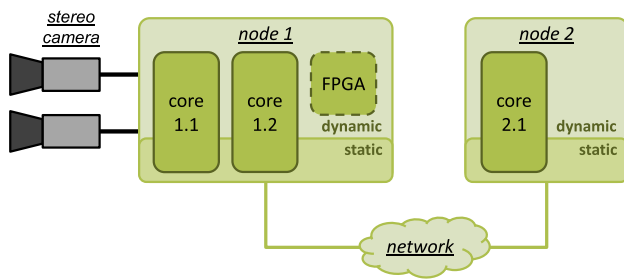 stereo
camera
node 1
core
1.1
core
1.2
FPGA
dynamic
static
node 2
core
2.1
dynamic
static
network